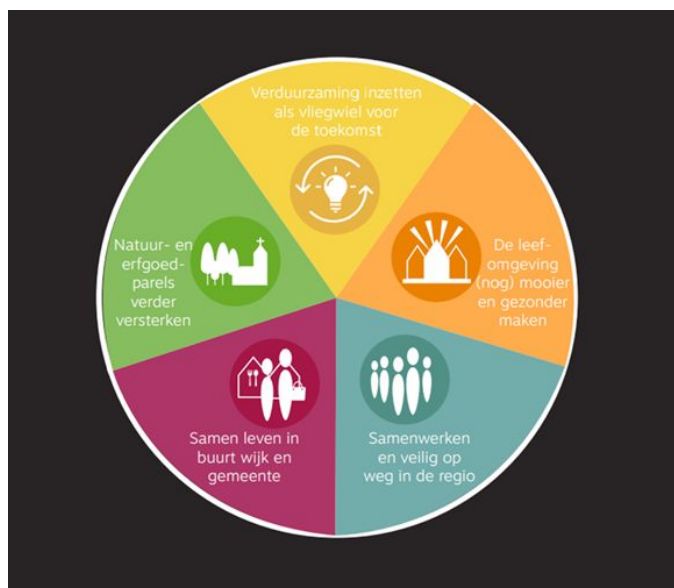 Verduurzaming inzetten
als vliegwiel voor
de toekomst
De leef-
omgeving
(nog) mooier
en gezonder
maken
Samenwerken
en veilig op
weg in de regio
Samen leven in
buurt wijk en
gemeente
Natuur- en
erfgoed-
parels
verder
versterken